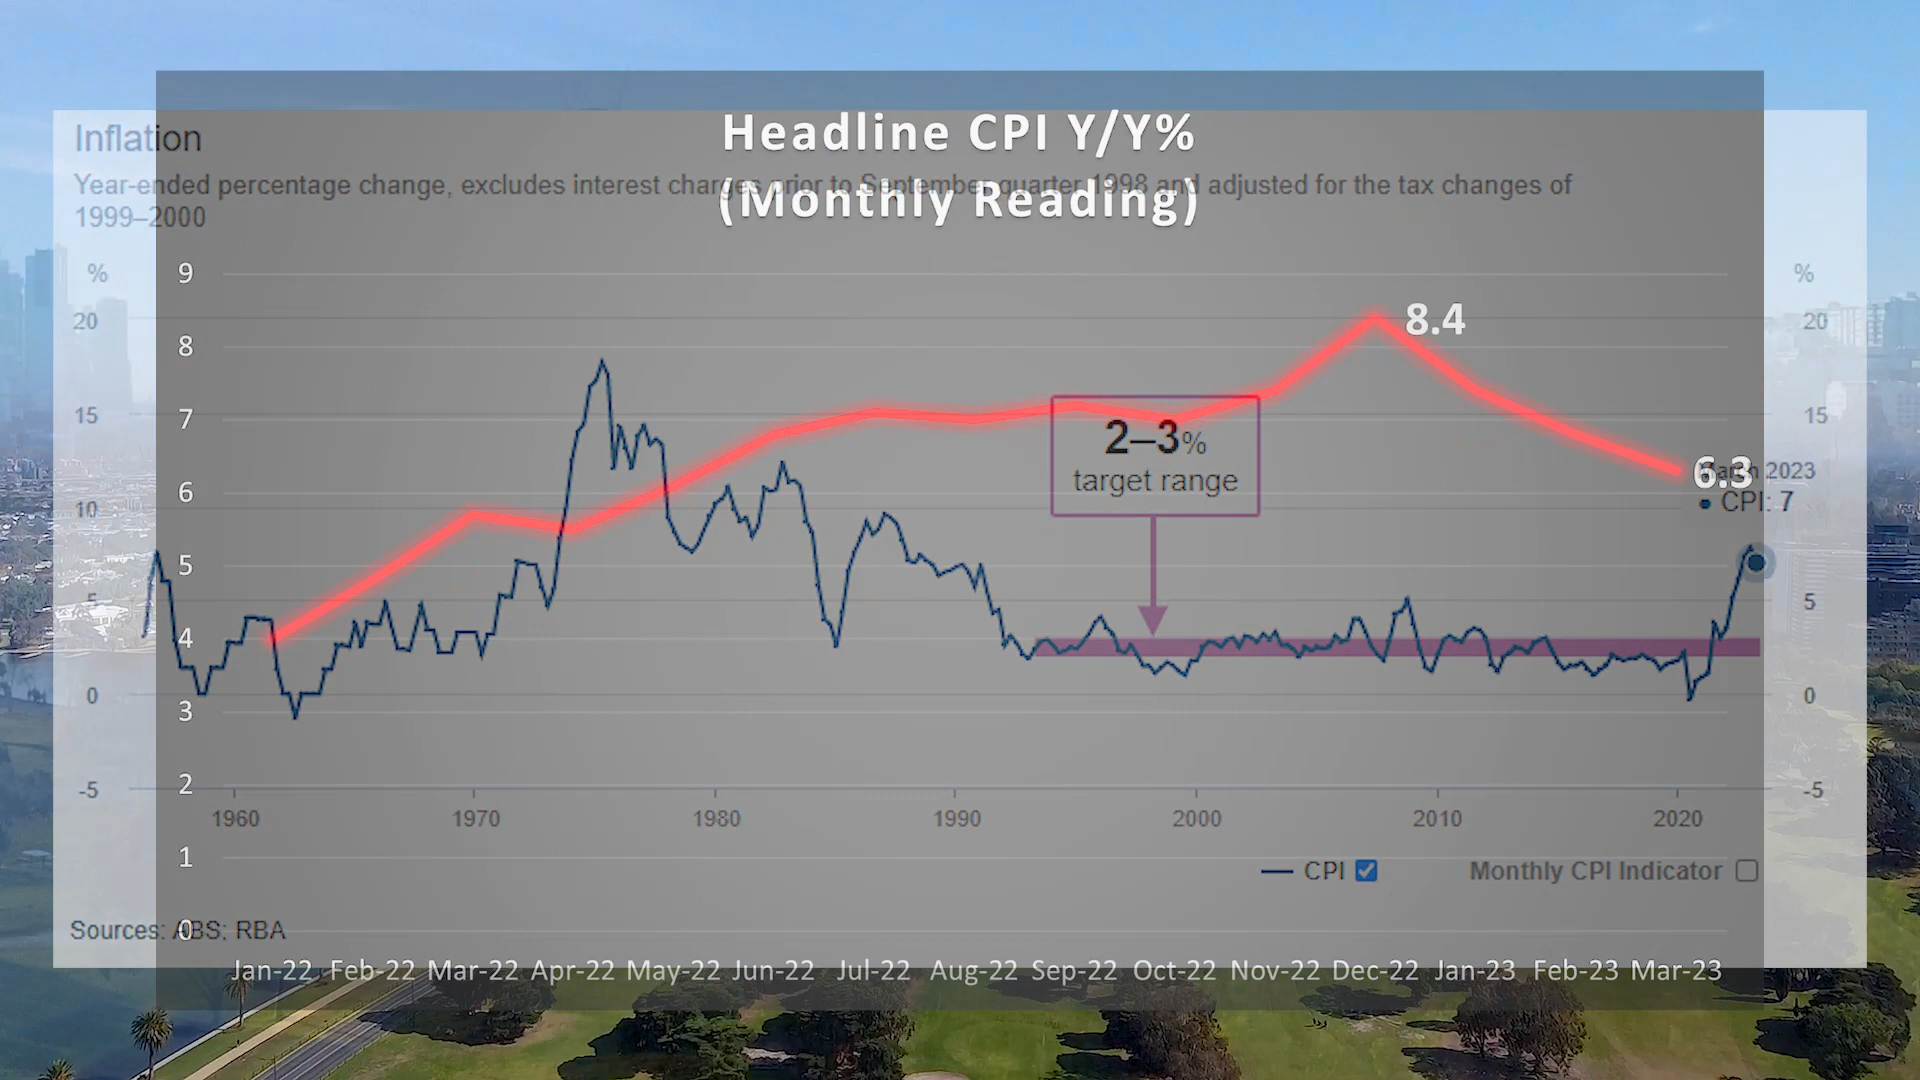 Headline CPI Y/Y%
(Monthly Reading)
Inflation
Year-ended percentage change, excludes interest charges prior to September quarter 1998 and adjusted for the tax changes of
1999–2000
% %
9
20 20
8
8.4
15 15
7
2–3%
target range
6
6.3
March 2023
CPI: 7
10
5
5 5
4
0 0
3
2
-5 -5
1960 1970 1980 1990 2000 2010 2020
1
CPI Monthly CPI Indicator
Sources: ABS; RBA
0
Jan-22 Feb-22 Mar-22 Apr-22 May-22 Jun-22 Jul-22 Aug-22 Sep-22 Oct-22 Nov-22 Dec-22 Jan-23 Feb-23 Mar-23